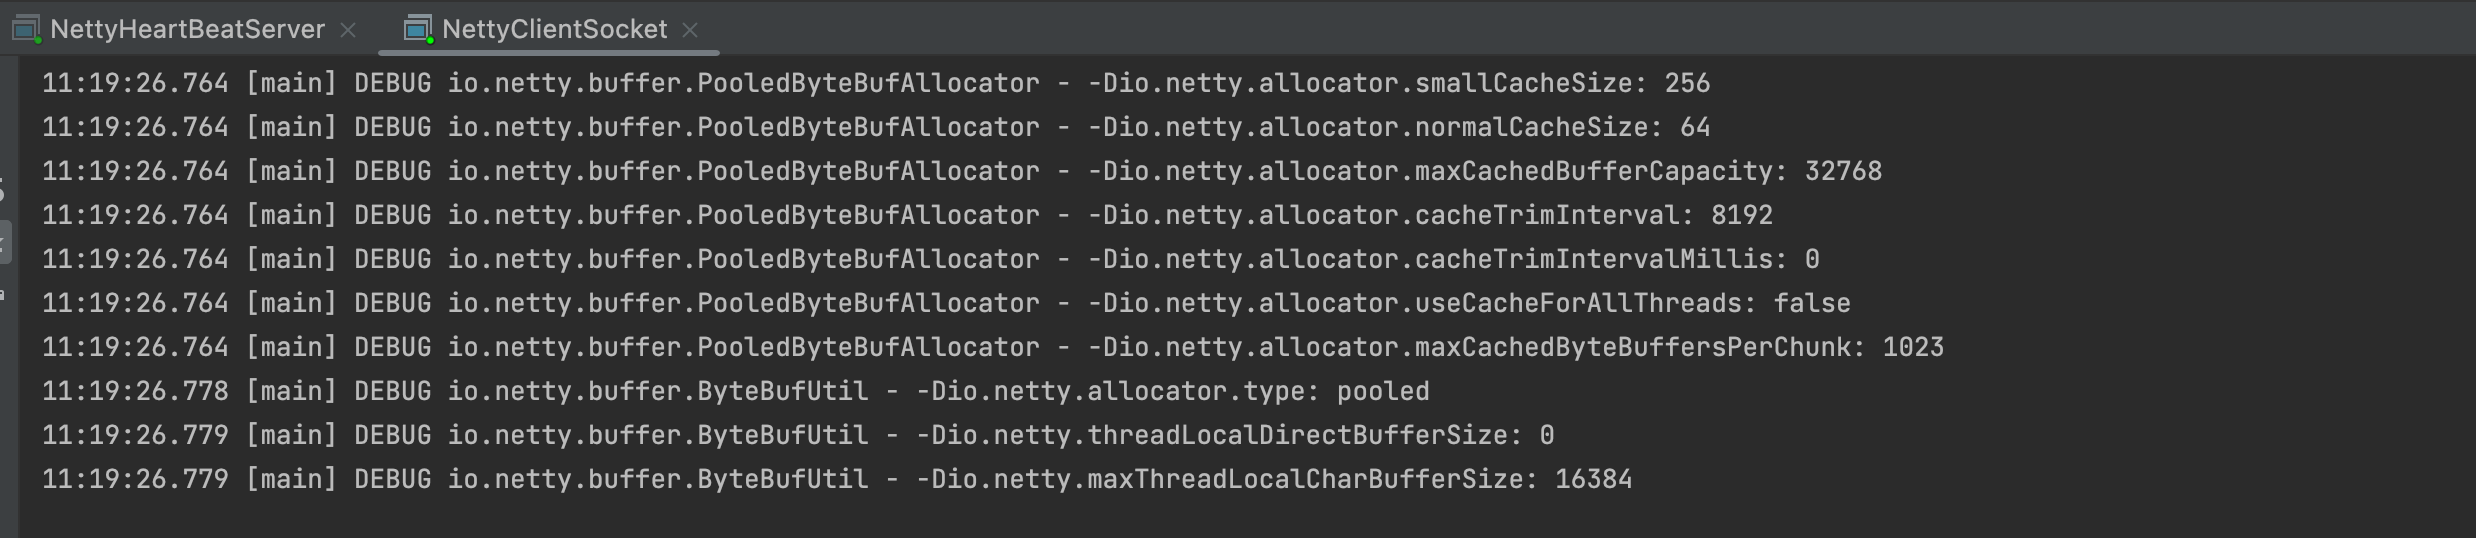 NettyHeartBeatServer NettyClientSocket
11:19:26.764 [main] DEBUG io.netty.buffer.PooledByteBufAllocator - -Dio.netty.allocator.smallCacheSize: 256
11:19:26.764 [main] DEBUG io.netty.buffer.PooledByteBufAllocator - -Dio.netty.allocator.normalCacheSize: 64
11:19:26.764 [main] DEBUG io.netty.buffer.PooledByteBufAllocator - -Dio.netty.allocator.maxCachedBufferCapacity: 32768
11:19:26.764 [main] DEBUG io.netty.buffer.PooledByteBufAllocator - -Dio.netty.allocator.cacheTrimInterval: 8192
11:19:26.764 [main] DEBUG io.netty.buffer.PooledByteBufAllocator - -Dio.netty.allocator.cacheTrimIntervalMillis: 0
11:19:26.764 [main] DEBUG io.netty.buffer.PooledByteBufAllocator - -Dio.netty.allocator.useCacheForAllThreads: false
11:19:26.764 [main] DEBUG io.netty.buffer.PooledByteBufAllocator - -Dio.netty.allocator.maxCachedByteBuffersPerChunk: 1023
11:19:26.778 [main] DEBUG io.netty.buffer.ByteBufUtil - -Dio.netty.allocator.type: pooled
11:19:26.779 [main] DEBUG io.netty.buffer.ByteBufUtil - -Dio.netty.threadLocalDirectBufferSize: 0
11:19:26.779 [main] DEBUG io.netty.buffer.ByteBufUtil - -Dio.netty.maxThreadLocalCharBufferSize: 16384